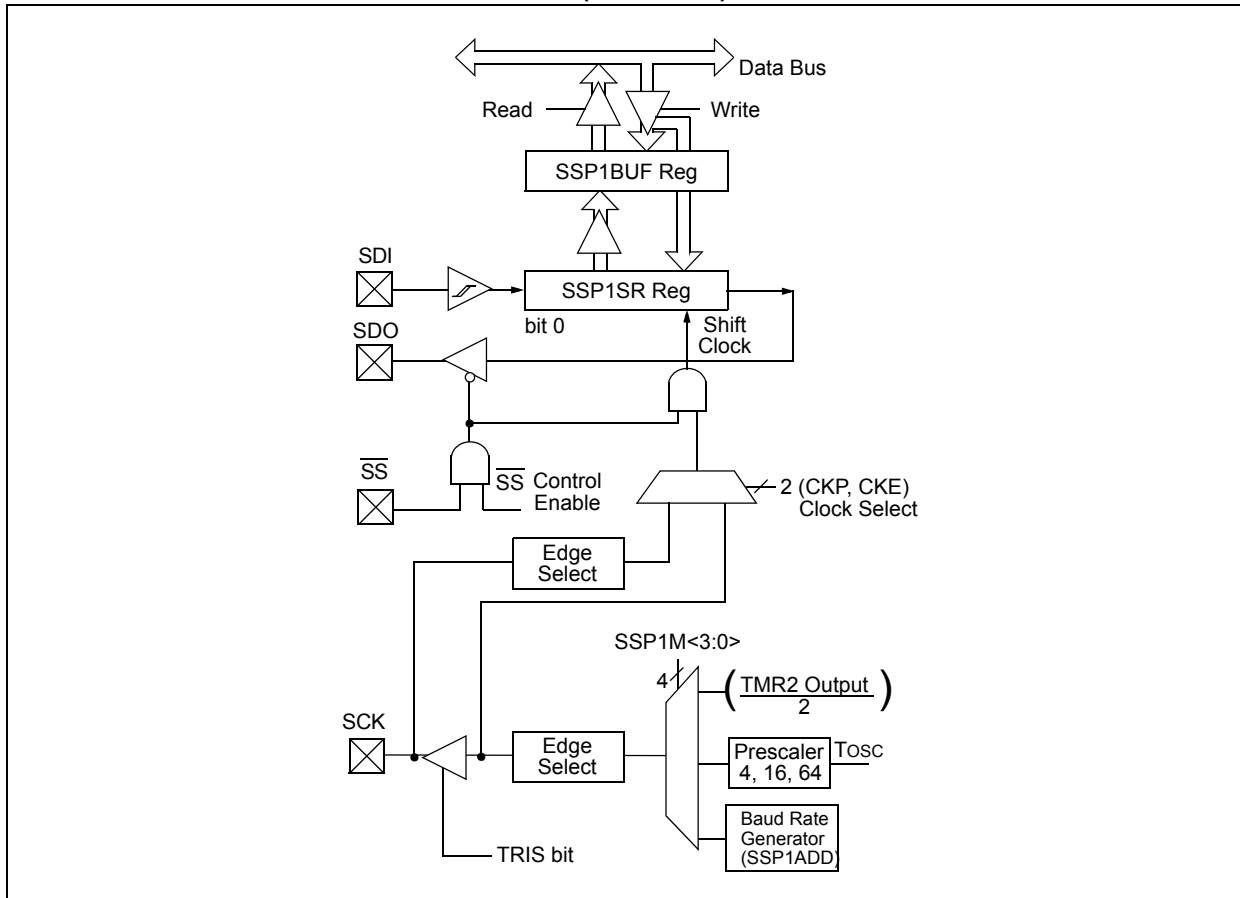 Data Bus
Read
Write
SSP1BUF Reg
SDI
SSP1SR Reg
bit 0
Shift
Clock
SDO
SS
SS Control
Enable
2 (CKP, CKE)
Clock Select
Edge
Select
SSP1M<3:0>
4
(TMR2 Output)
2
SCK
Edge
Select
Prescaler
4, 16, 64
TOSC
Baud Rate
Generator
(SSP1ADD)
TRIS bit